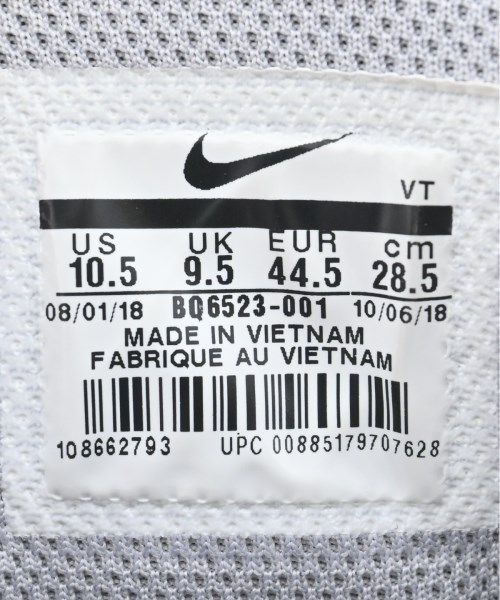 VT
US UK EUR cm
10.5 9.5 44.5 28.5
08/01/18 BQ6523-001 10/06/18
MADE IN VIETNAM
FABRIQUE AU VIETNAM
108662793 UPC 00885179707628